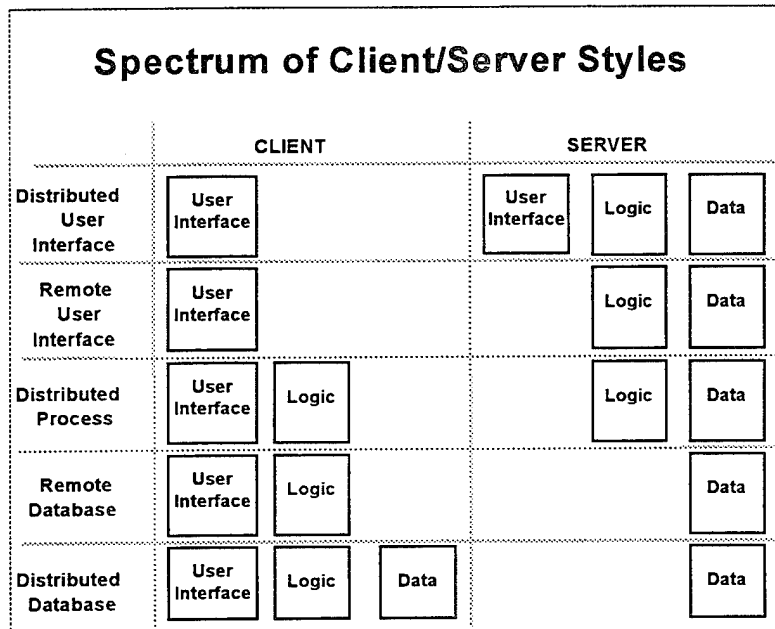 Spectrum of Client/Server Styles
CLIENT SERVER
Distributed
User
Interface
User
Interface
User
Interface
Logic
Data
Remote
User
Interface
User
Interface
Logic
Data
Distributed
Process
User
Interface
Logic
Logic
Data
Remote
Database
User
Interface
Logic
Data
Distributed
Database
User
Interface
Logic
Data
Data